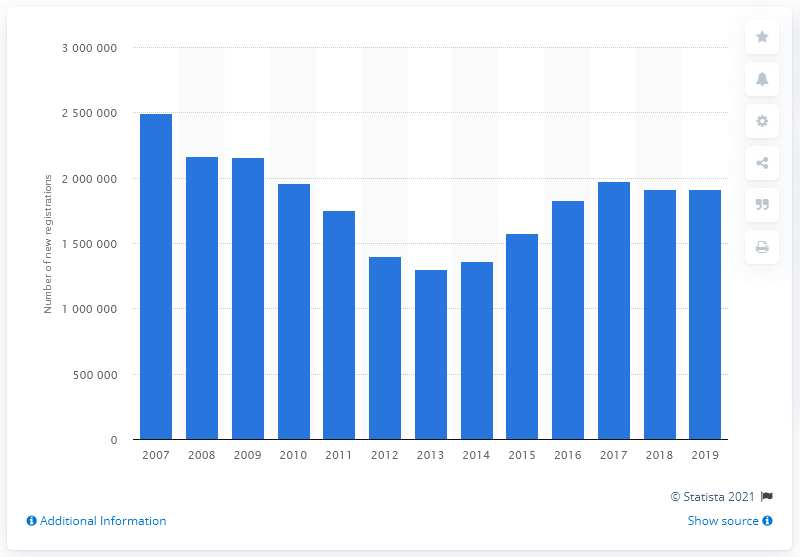 3 000 000
2 500 000
2 000 000
1 500 000
1 000 000
500 000
0
Number of new registrations
2007 2008 2009 2010 2011 2012 2013 2014 2015 2016 2017 2018 2019
© Statista 2021
Additional Information
Show source